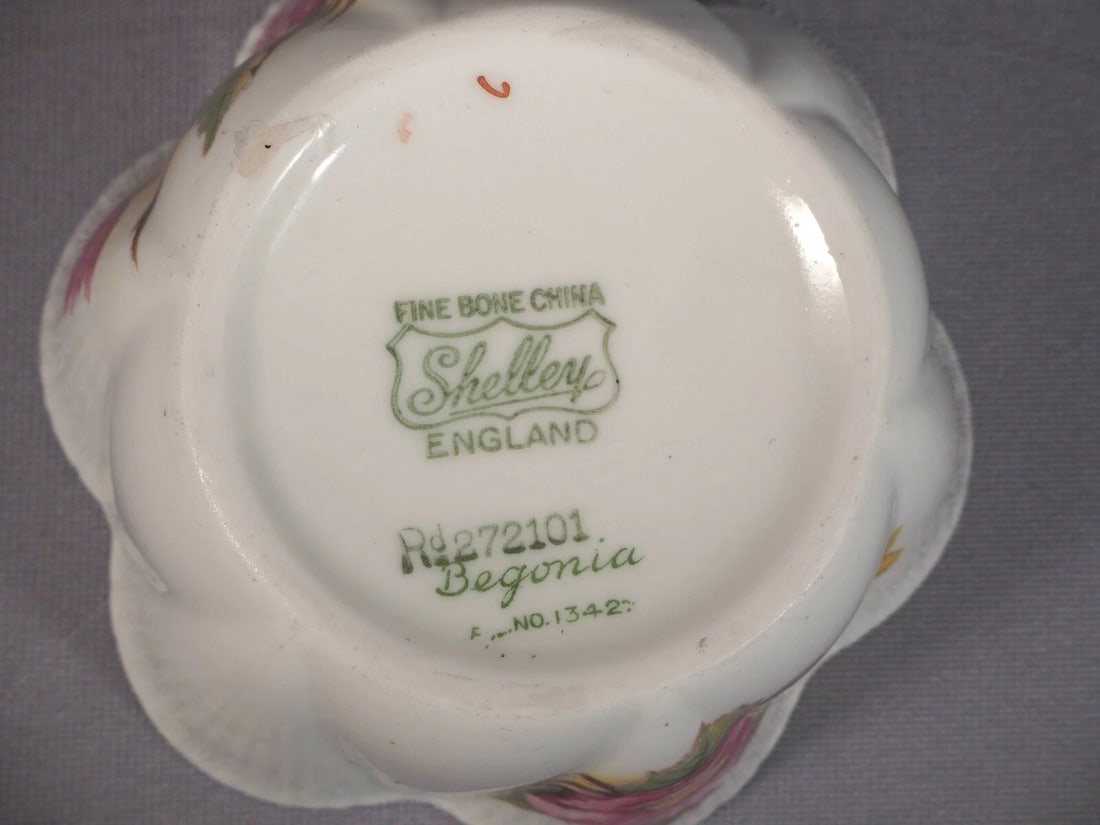 FINE BONE CHINA
Shelley
ENGLAND
Rd 272101.
Begonia
NO.1342